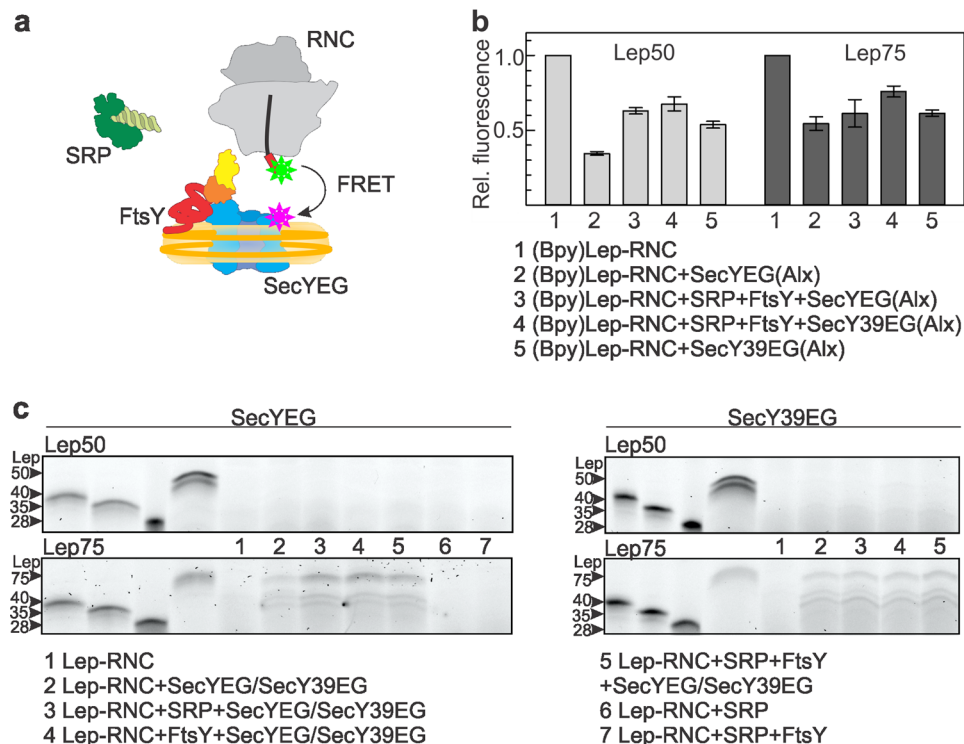 a
RNC
SRP
FRET
FtsY
SecYEG
b
Rel. fluorescence
1.0
0.5
Lep50
Lep75
1 2 3 4 5 1 2 3 4 5
1 (Bpy)Lep-RNC
2 (Bpy)Lep-RNC+SecYEG(Alx)
3 (Bpy)Lep-RNC+SRP+FtsY+SecYEG(Alx)
4 (Bpy)Lep-RNC+SRP+FtsY+SecY39EG(Alx)
5 (Bpy)Lep-RNC+SecY39EG(Alx)
c
SecYEG
Lep50
Lep
50
40
35
28
Lep75 1 2 3 4 5 6 7
Lep
75
40
35
28
SecY39EG
Lep50
Lep
50
40
35
28
Lep75 1 2 3 4 5
Lep
75
40
35
28
1 Lep-RNC
2 Lep-RNC+SecYEG/SecY39EG
3 Lep-RNC+SRP+SecYEG/SecY39EG
4 Lep-RNC+FtsY+SecYEG/SecY39EG
5 Lep-RNC+SRP+FtsY
+SecYEG/SecY39EG
6 Lep-RNC+SRP
7 Lep-RNC+SRP+FtsY